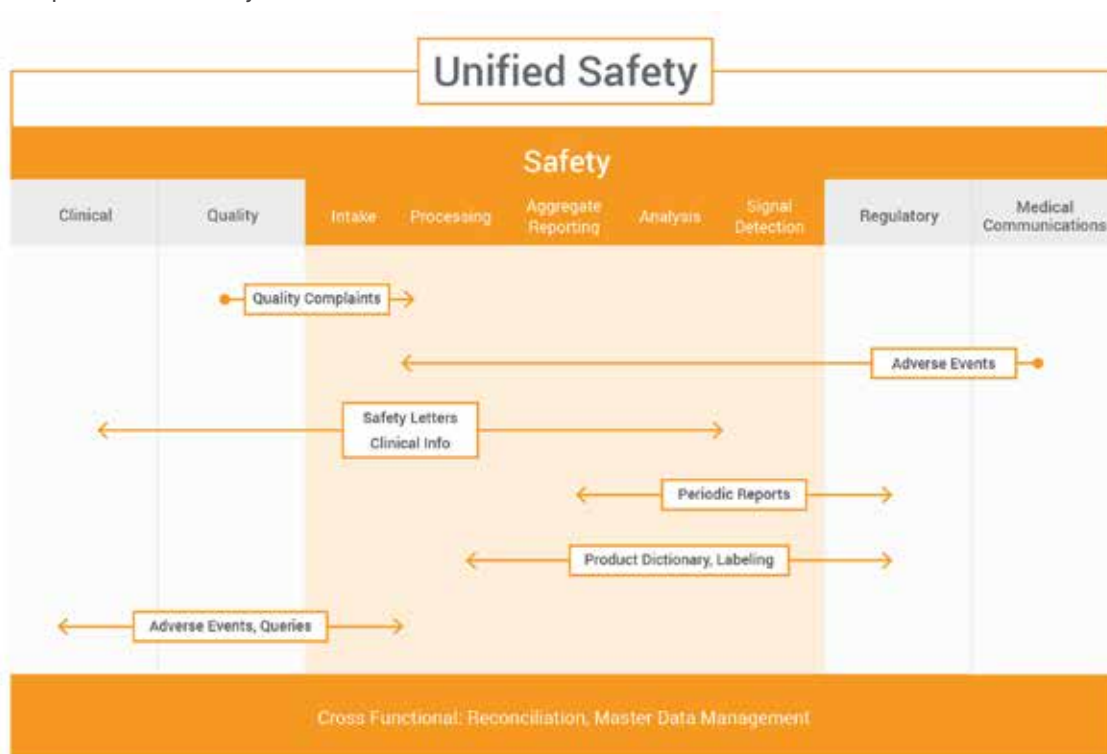 Unified Safety
Safety
Clinical
Quality
Intake
Processing
Aggregate
Reporting
Analysis
Signal
Detection
Regulatory
Medical
Communications
Quality Complaints
Adverse Events
Safety Letters
Clinical Info
Periodic Reports
Product Dictionary, Labeling
Adverse Events, Queries
Cross Functional: Reconciliation, Master Data Management